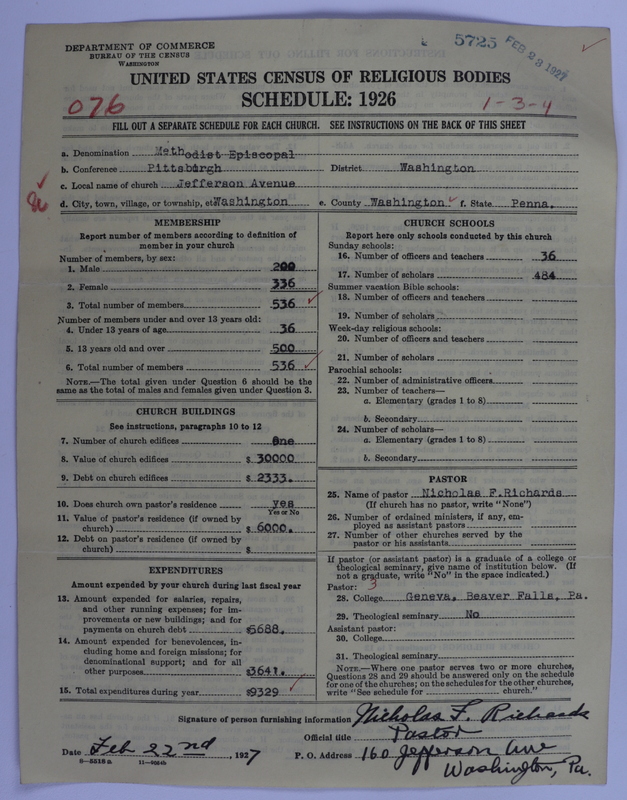 5725 FEB 23 1927
DEPARTMENT OF COMMERCE
BUREAU OF THE CENSUS
WASHINGTON
UNITED STATES CENSUS OF RELIGIOUS BODIES
SCHEDULE: 1926
076
1-3-4
FILL OUT A SEPARATE SCHEDULE FOR EACH CHURCH. SEE INSTRUCTIONS ON THE BACK OF THIS SHEET
a. Denomination Methodist Episcopal
b. Conference Pittsburgh District Washington
c. Local name of church Jefferson Avenue
d. City, town, village, or township, etc Washington e. County Washington f. State Penna.
MEMBERSHIP
Report number of members according to definition of
member in your church
Number of members, by sex:
1. Male 200
2. Female 336
3. Total number of members 536
Number of members under and over 13 years old:
4. Under 13 years of age 36
5. 13 years old and over 500
6. Total number of members 536
NOTE.—The total given under Question 6 should be the
same as the total of males and females given under Question 3.
CHURCH BUILDINGS
See instructions, paragraphs 10 to 12
7. Number of church edifices One
8. Value of church edifices $ 30000
9. Debt on church edifices $ 2333.
10. Does church own pastor's residence yes
Yes or No
11. Value of pastor's residence (if owned by
church) $ 6000.
12. Debt on pastor's residence (if owned by
church) $
EXPENDITURES
Amount expended by your church during last fiscal year
13. Amount expended for salaries, repairs,
and other running expenses; for im-
provements or new buildings; and for
payments on church debt $5688.
14. Amount expended for benevolences, in-
cluding home and foreign missions; for
denominational support; and for all
other purposes $3641.
15. Total expenditures during year $9329
CHURCH SCHOOLS
Report here only schools conducted by this church
Sunday schools:
16. Number of officers and teachers 36
17. Number of scholars 484
Summer vacation Bible schools:
18. Number of officers and teachers
19. Number of scholars
Week-day religious schools:
20. Number of officers and teachers
21. Number of scholars
Parochial schools:
22. Number of administrative officers
23. Number of teachers—
a. Elementary (grades 1 to 8)
b. Secondary
24. Number of scholars—
a. Elementary (grades 1 to 8)
b. Secondary
PASTOR
25. Name of pastor Nicholas F.Richards
(If church has no pastor, write "None")
26. Number of ordained ministers, if any, em-
ployed as assistant pastors
27. Number of other churches served by the
pastor or his assistants
If pastor (or assistant pastor) is a graduate of a college or
theological seminary, give name of institution below. (If
not a graduate, write "No" in the space indicated.)
Pastor: 3
28. College Geneva, Beaver Falls, Pa.
29. Theological seminary No
Assistant pastor:
30. College
31. Theological seminary
NOTE.—Where one pastor serves two or more churches,
Questions 28 and 29 should be answered only on the schedule
for one of the churches; on the schedules for the other churches,
write "See schedule for church."
Signature of person furnishing information Nicholas F. Richards
Official title Pastor
Date Feb 22nd, 1927 P. O. Address 160 Jefferson Ave
Washington, Pa.
8—5518a 11—9054b